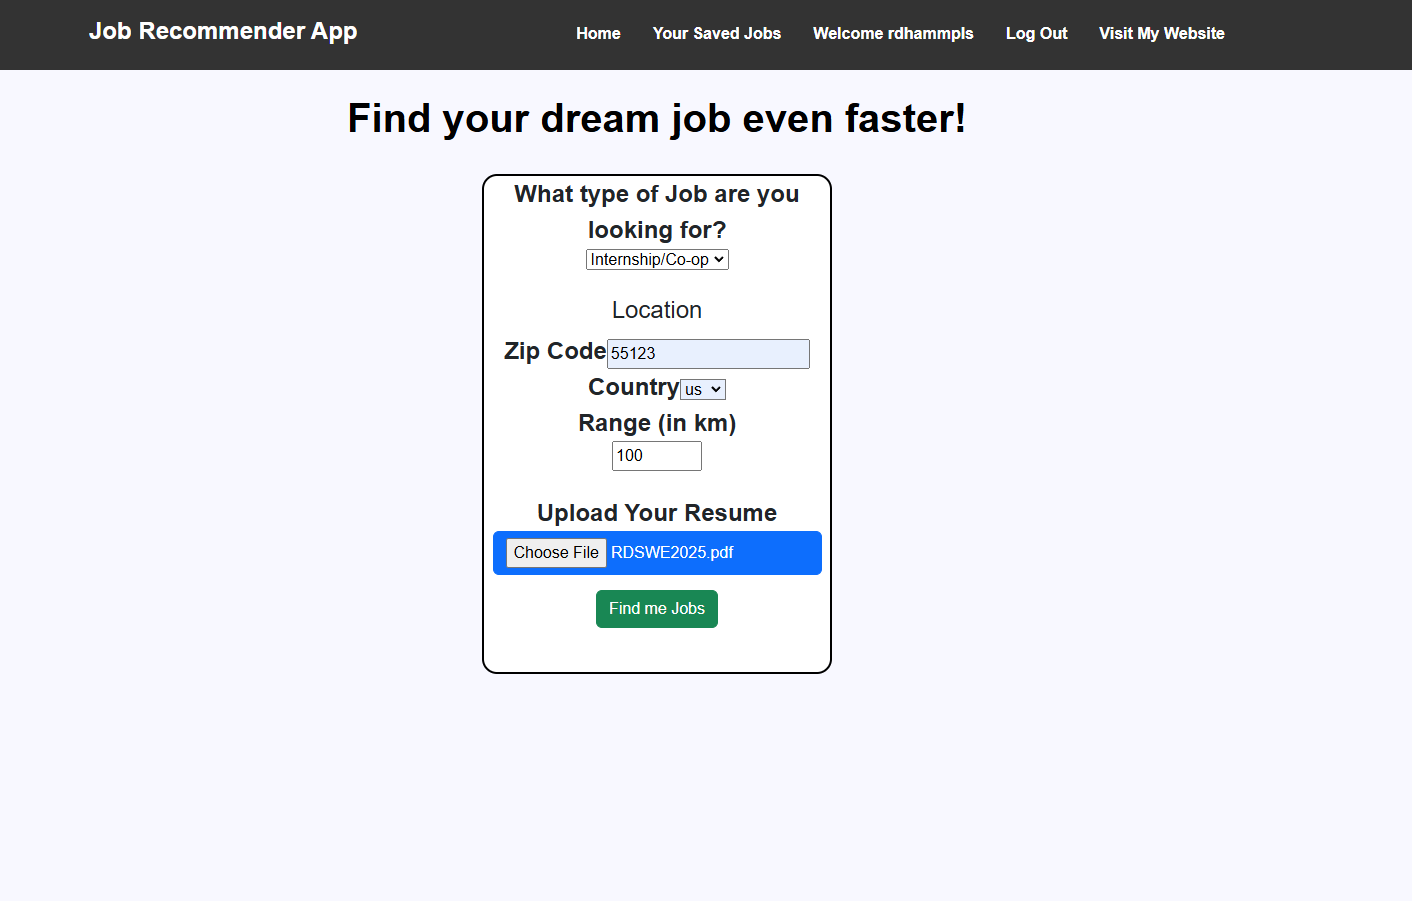 Job Recommender App Home Your Saved Jobs Welcome rdhammpls Log Out Visit My Website
Find your dream job even faster!
What type of Job are you
looking for?
Internship/Co-op
Location
Zip Code 55123
Country us
Range (in km)
100
Upload Your Resume
Choose File RDSWE2025.pdf
Find me Jobs